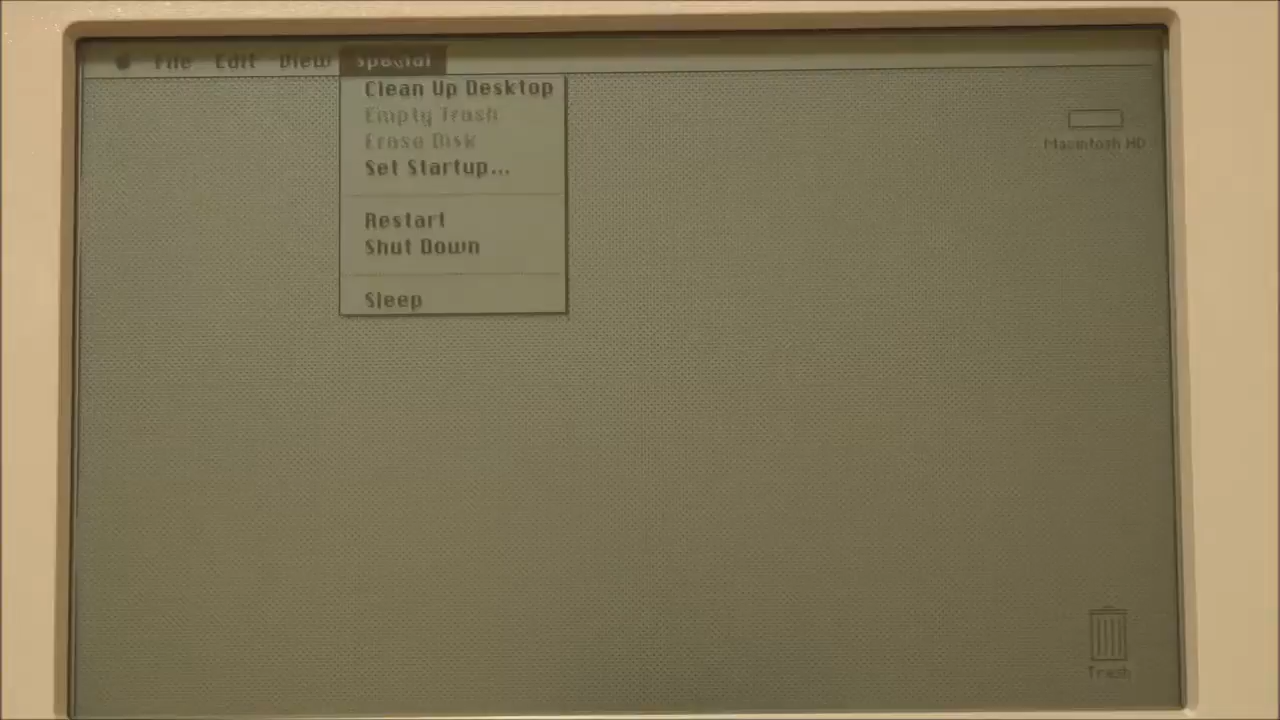 File Edit View Special
Clean Up Desktop
Empty Trash
Erase Disk
Set Startup...
Restart
Shut Down
Sleep
Macintosh HD
Trash